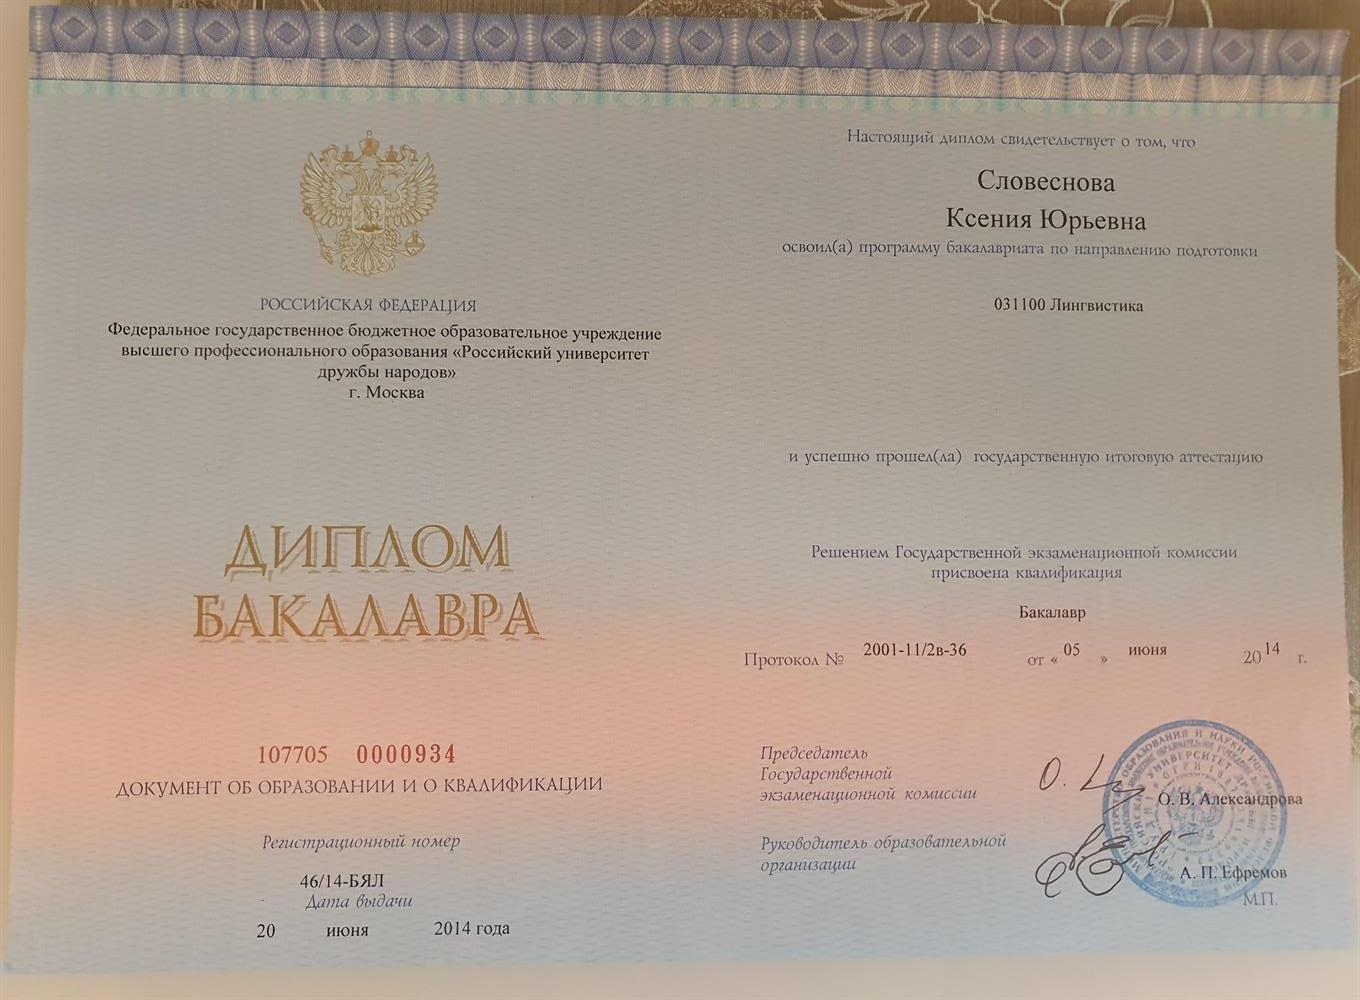 РОССИЙСКАЯ ФЕДЕРАЦИЯ
Федеральное государственное бюджетное образовательное учреждение
высшего профессионального образования «Российский университет
дружбы народов»
г. Москва
ДИПЛОМ
БАКАЛАВРА
107705 0000934
ДОКУМЕНТ ОБ ОБРАЗОВАНИИ И О КВАЛИФИКАЦИИ
Регистрационный номер
46/14-БЯЛ
Дата выдачи
20 июня 2014 года
Настоящий диплом свидетельствует о том, что
Словеснова
Ксения Юрьевна
освоил(а) программу бакалавриата по направлению подготовки
031100 Лингвистика
и успешно прошел(ла) государственную итоговую аттестацию
Решением Государственной экзаменационной комиссии
присвоена квалификация
Бакалавр
Протокол № 2001-11/2в-36 от « 05 » июня 2014 г.
Председатель
Государственной
экзаменационной комиссии
О. В. Александрова
Руководитель образовательной
организации
А. П. Ефремов
М.П.